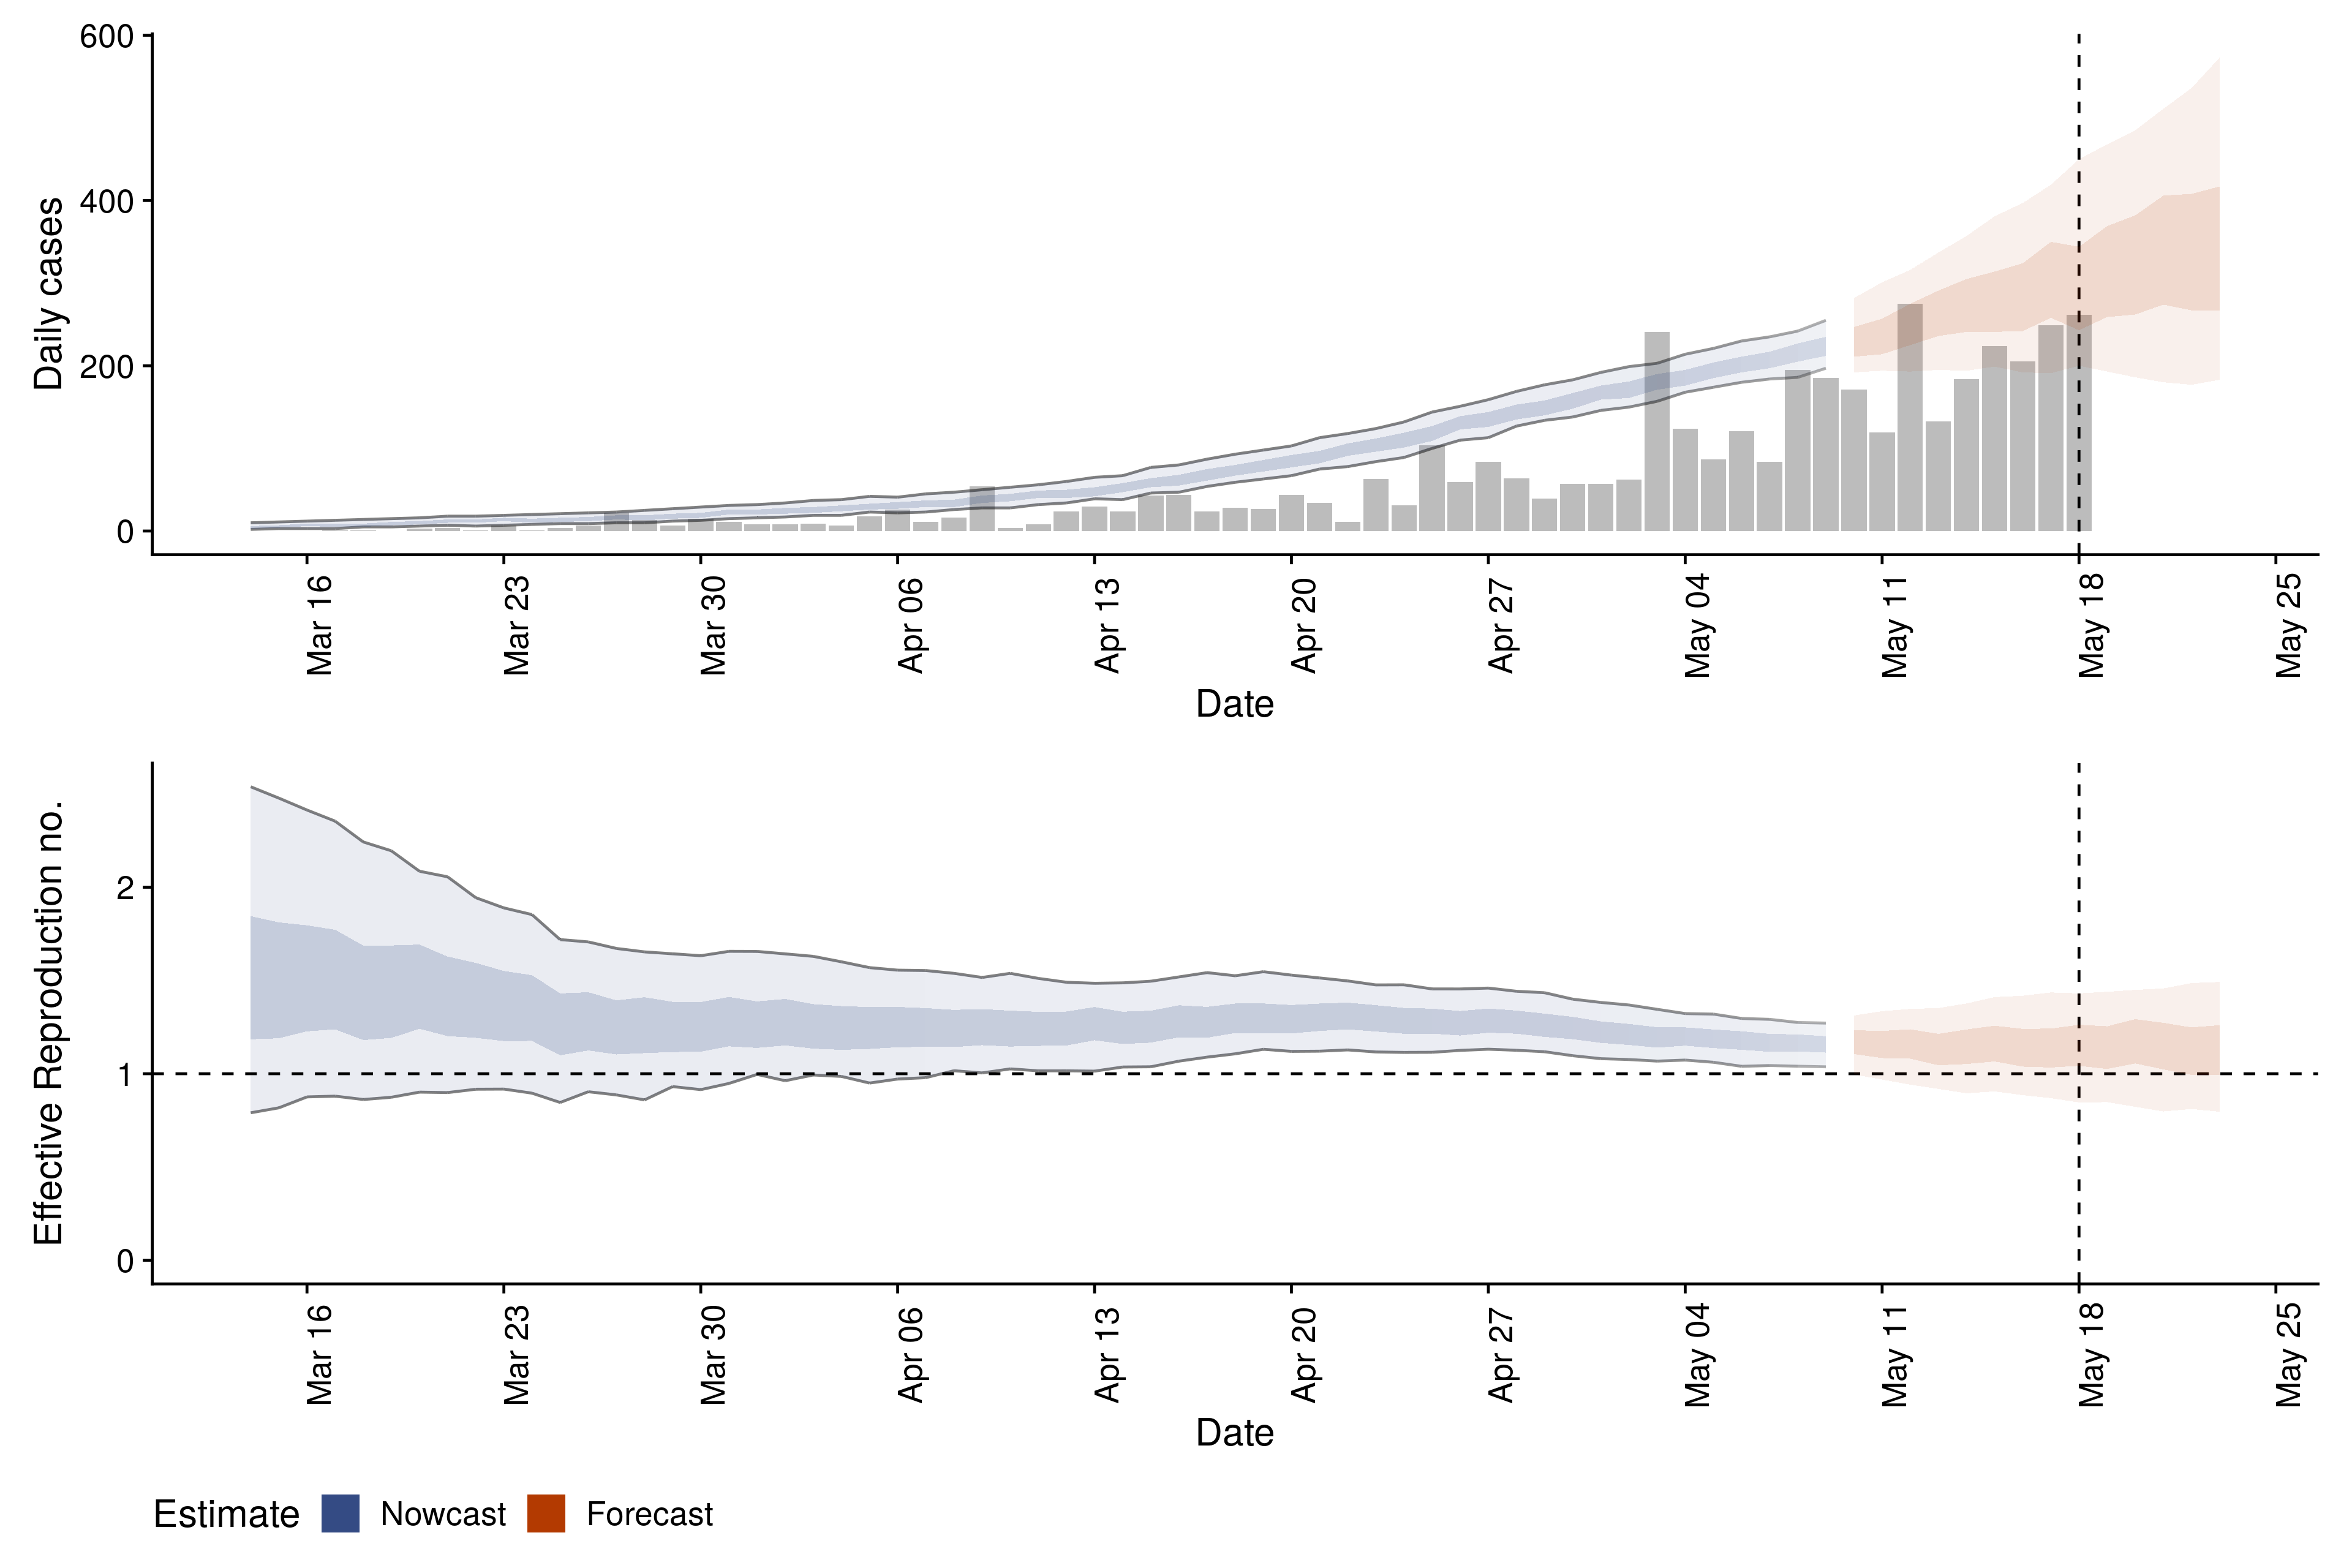 Daily cases
600
400
200
0
Mar 16
Mar 23
Mar 30
Apr 06
Apr 13
Apr 20
Apr 27
May 04
May 11
May 18
May 25
Date
Effective Reproduction no.
2
1
0
Mar 16
Mar 23
Mar 30
Apr 06
Apr 13
Apr 20
Apr 27
May 04
May 11
May 18
May 25
Date
Estimate Nowcast Forecast